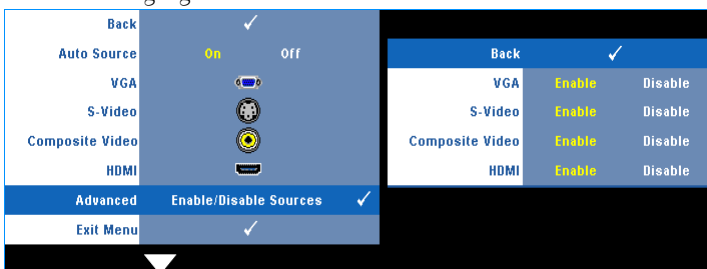 Back ✓
Auto Source On Off
VGA
S-Video
Composite Video
HDMI
Advanced Enable/Disable Sources ✓
Exit Menu ✓
Back ✓
VGA Enable Disable
S-Video Enable Disable
Composite Video Enable Disable
HDMI Enable Disable